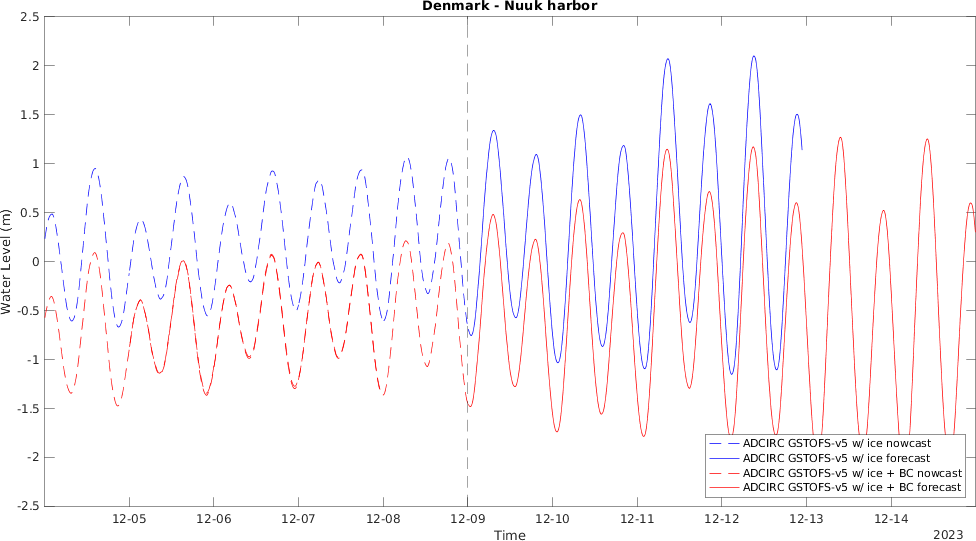 Denmark - Nuuk harbor
2.5
2
1.5
1
0.5
0
-0.5
-1
-1.5
-2
-2.5
Water Level (m)
12-05 12-06 12-07 12-08 12-09 12-10 12-11 12-12 12-13 12-14
Time
2023
ADCIRC GSTOFS-v5 w/ ice nowcast
ADCIRC GSTOFS-v5 w/ ice forecast
ADCIRC GSTOFS-v5 w/ ice + BC nowcast
ADCIRC GSTOFS-v5 w/ ice + BC forecast